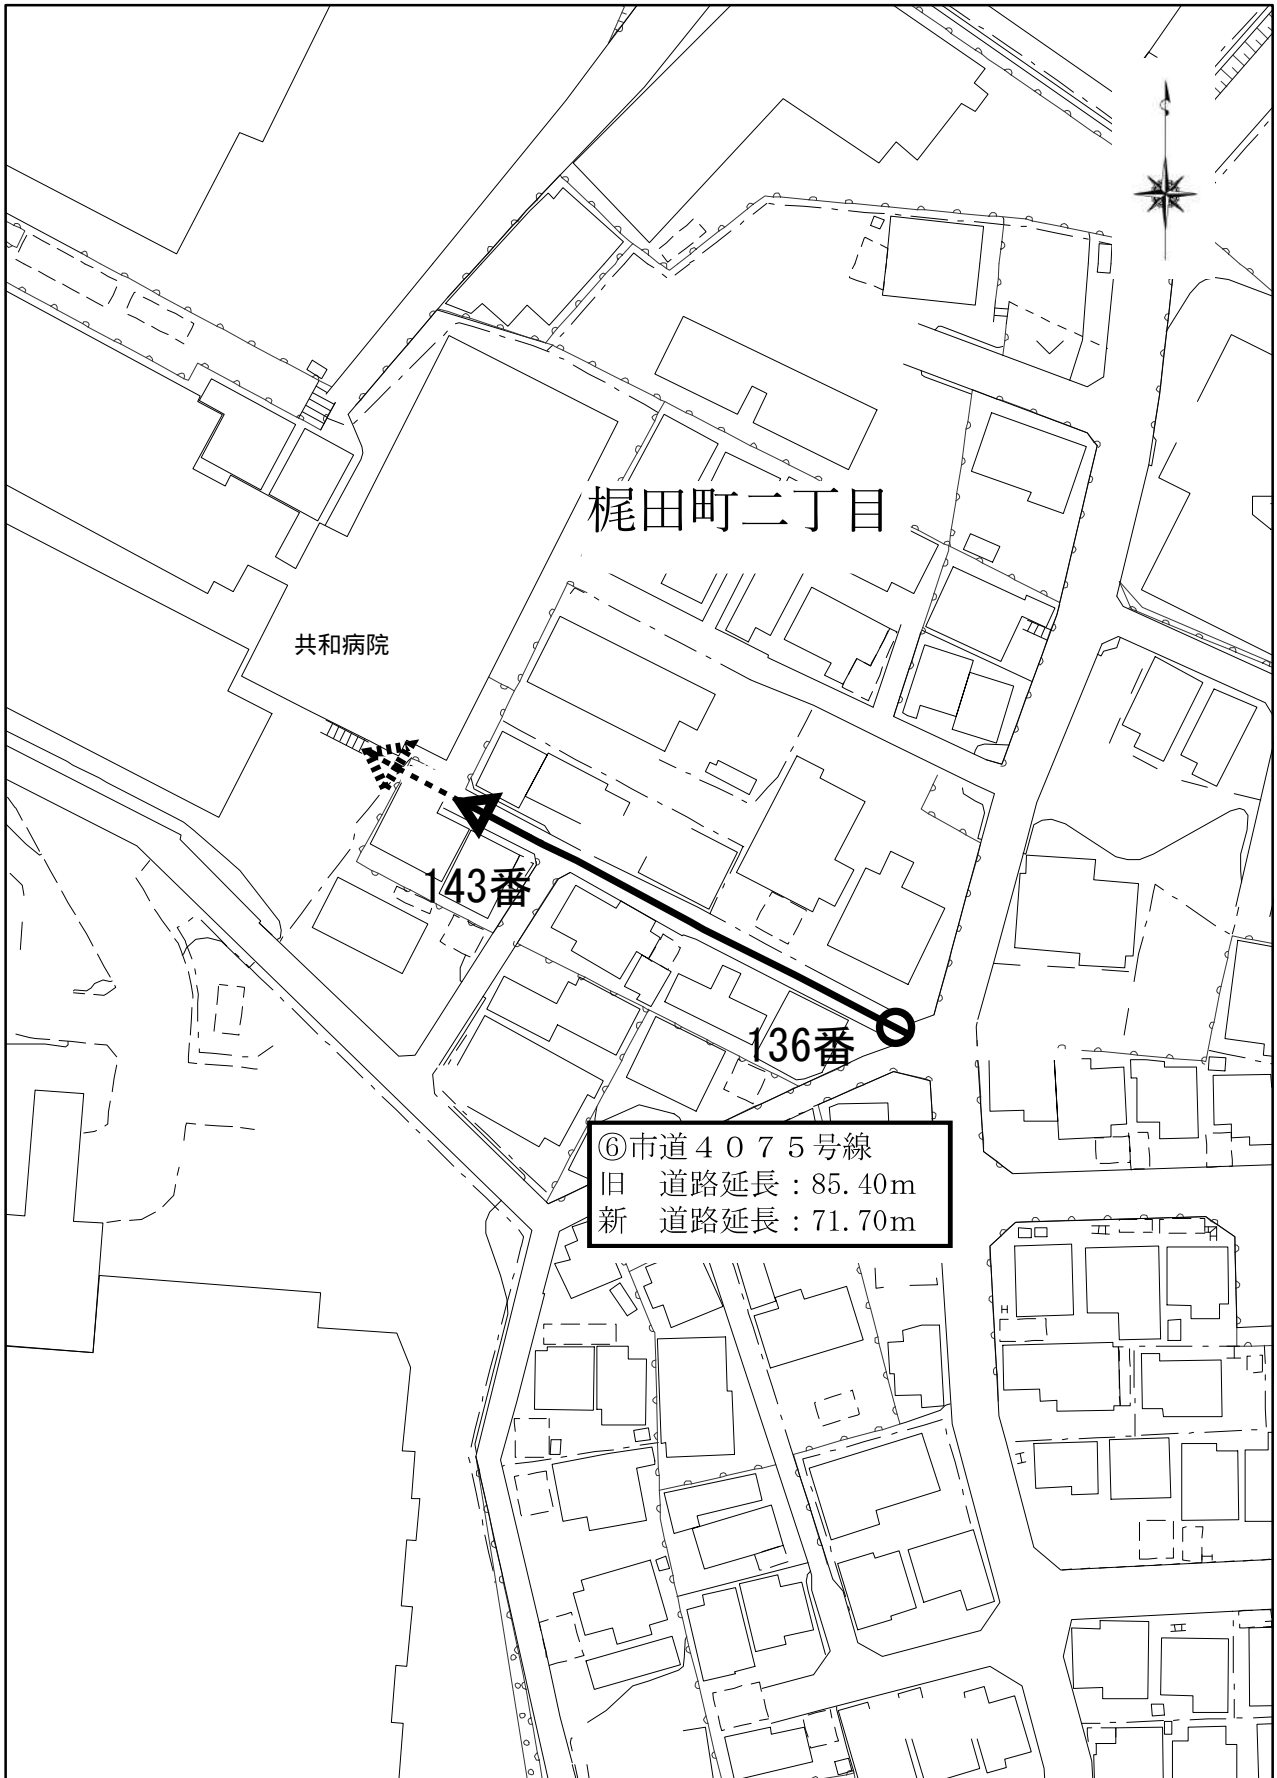 梶田町二丁目
共和病院
143番
136番
⑥市道４０７５号線
旧　道路延長：85.40m
新　道路延長：71.70m